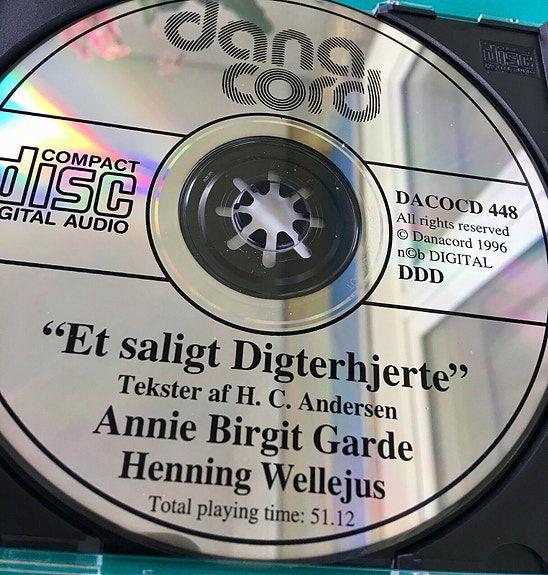 dana
cord
COMPACT
disc
DIGITAL AUDIO
DACOCD 448
All rights reserved
© Danacord 1996
n©b DIGITAL
DDD
“Et saligt Digterhjerte”
Tekster af H. C. Andersen
Annie Birgit Garde
Henning Wellejus
Total playing time: 51.12
disc